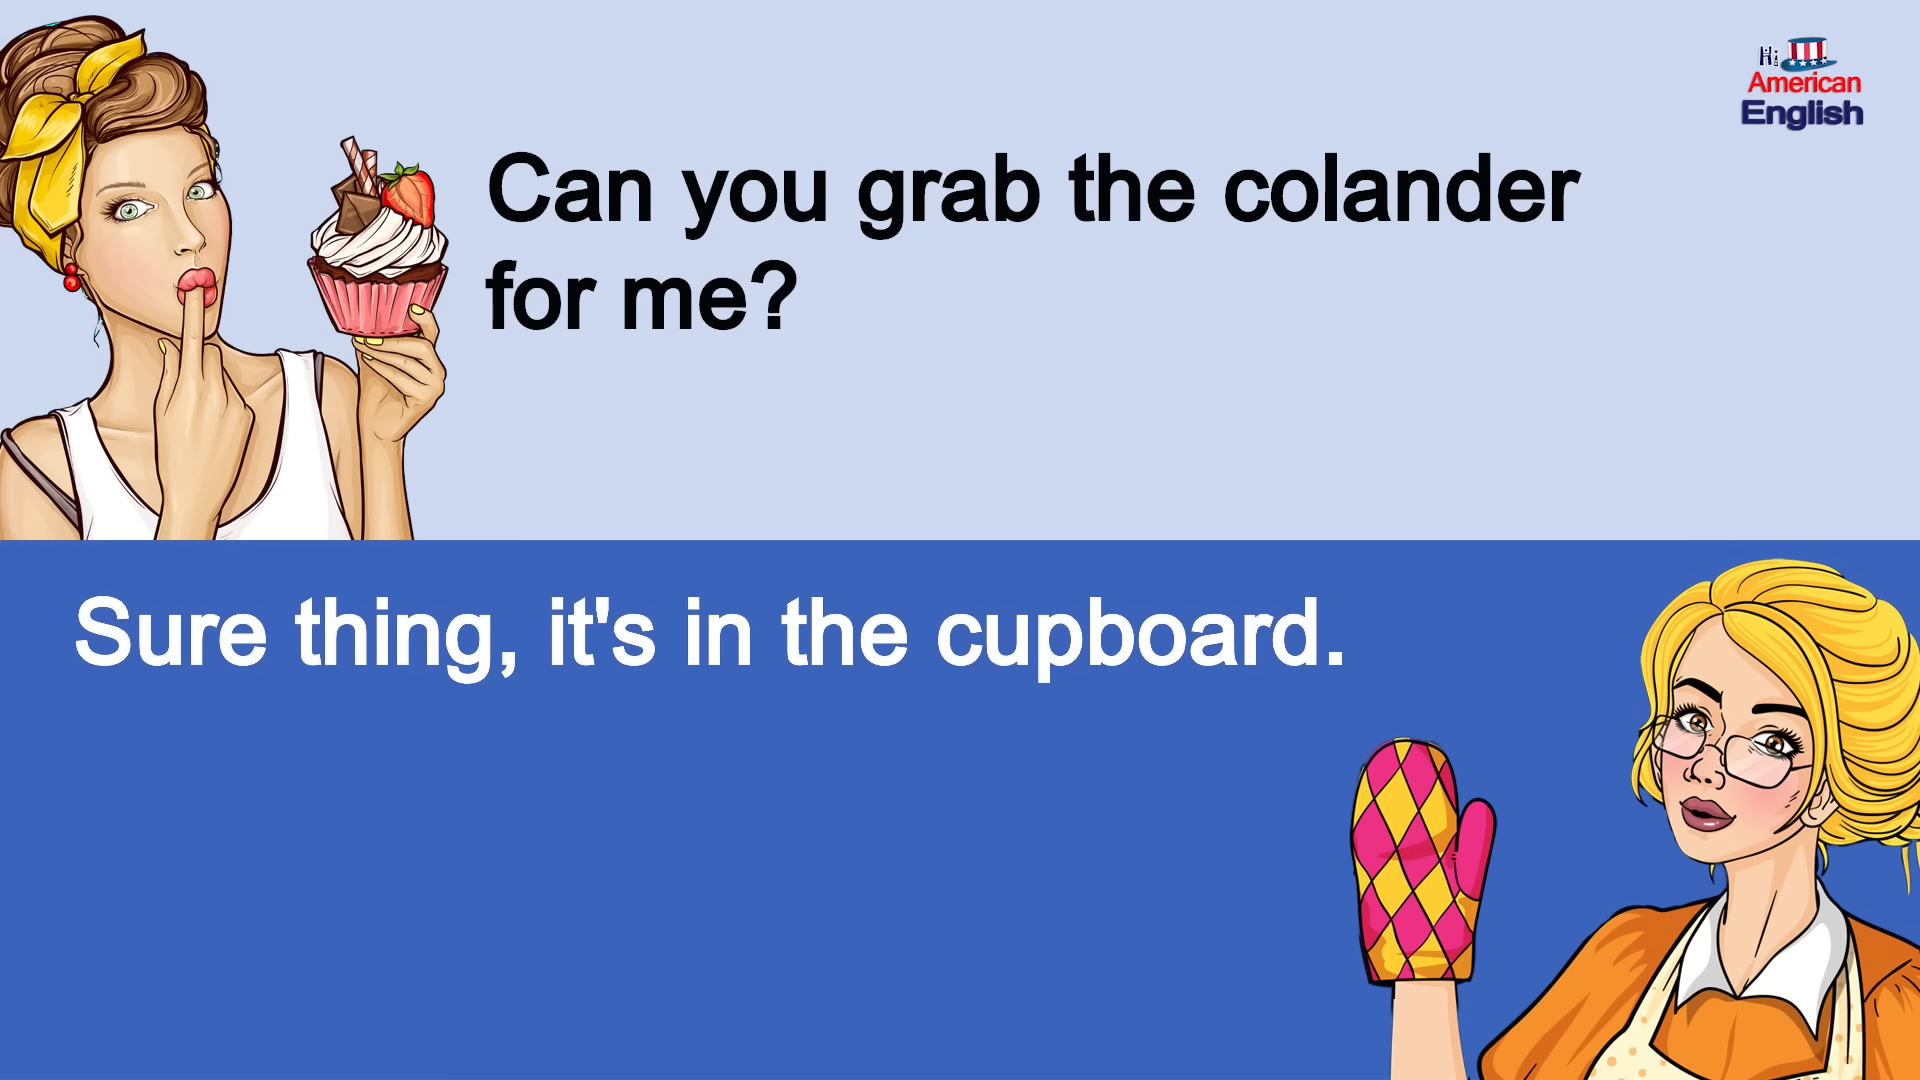 Hi
American
English
Can you grab the colander
for me?
Sure thing, it's in the cupboard.